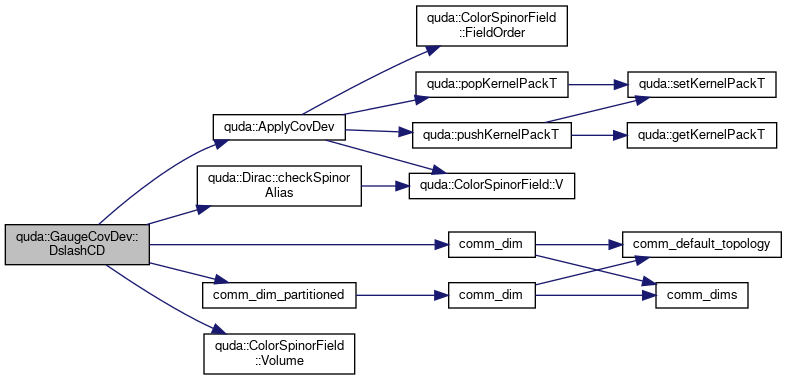 quda::ColorSpinorField
::FieldOrder
quda::popKernelPackT
quda::setKernelPackT
quda::ApplyCovDev
quda::pushKernelPackT
quda::getKernelPackT
quda::Dirac::checkSpinor
Alias
quda::ColorSpinorField::V
quda::GaugeCovDev::
DslashCD
comm_dim
comm_default_topology
comm_dim_partitioned
comm_dim
comm_dims
quda::ColorSpinorField
::Volume